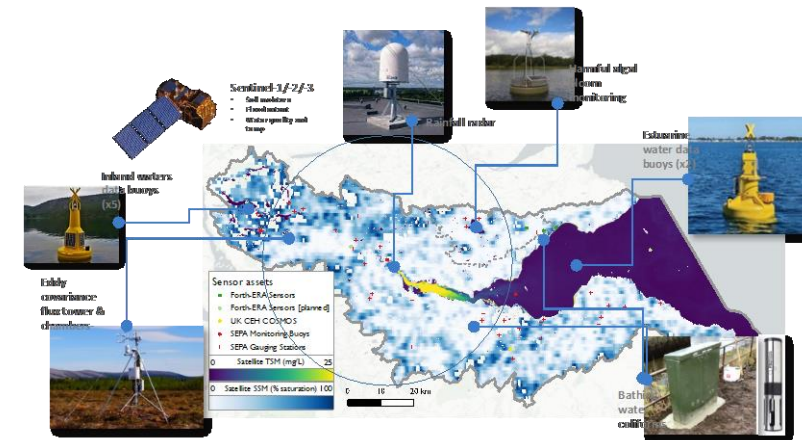 Sentinel-1/-2/-3
• Soil moisture
• Flood extent
• Water quality and
temp
Rainfall radar
Harmful algal
bloom
monitoring
Estuarine
water data
buoys (x2)
Inland waters
data buoys
(x5)
Eddy
covariance
flux tower &
chambers
Sensor assets
Forth-ERA Sensors
Forth-ERA Sensors [planned]
UK CEH COSMOS
SEPA Monitoring Buoys
SEPA Gauging Stations
0 Satellite TSM (mg/L) 25
0 Satellite SSM (% saturation) 100
0 10 20 km
water